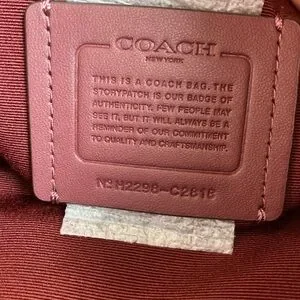 COACH
NEW YORK
THIS IS A COACH BAG. THE
STORYPATCH IS OUR BADGE OF
AUTHENTICITY. FEW PEOPLE MAY
SEE IT, BUT IT WILL ALWAYS BE A
REMINDER OF OUR COMMITMENT
TO QUALITY AND CRAFTSMANSHIP.
Nº H2298-C2818